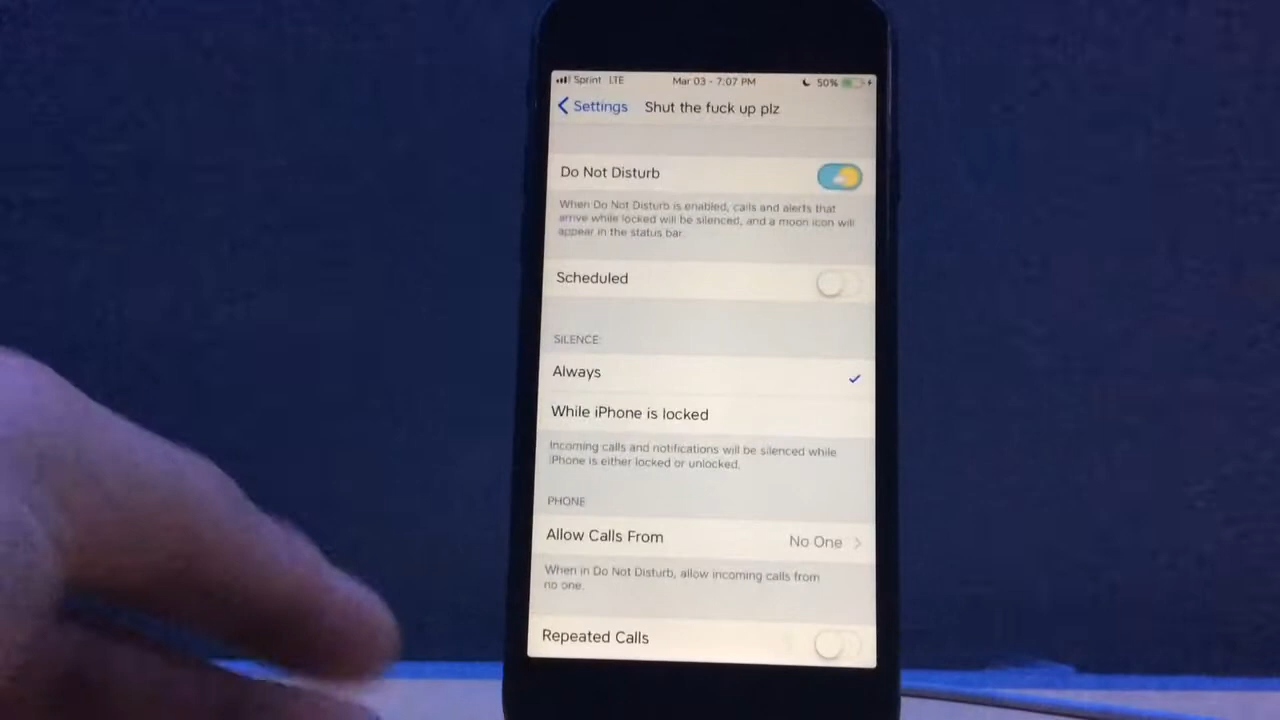 Sprint LTE Mar 03 - 7:07 PM 50%
Settings Shut the fuck up plz
Do Not Disturb
When Do Not Disturb is enabled, calls and alerts that
arrive while locked will be silenced, and a moon icon will
appear in the status bar.
Scheduled
SILENCE:
Always
While iPhone is locked
Incoming calls and notifications will be silenced while
iPhone is either locked or unlocked.
PHONE
Allow Calls From No One
When in Do Not Disturb, allow incoming calls from
no one.
Repeated Calls